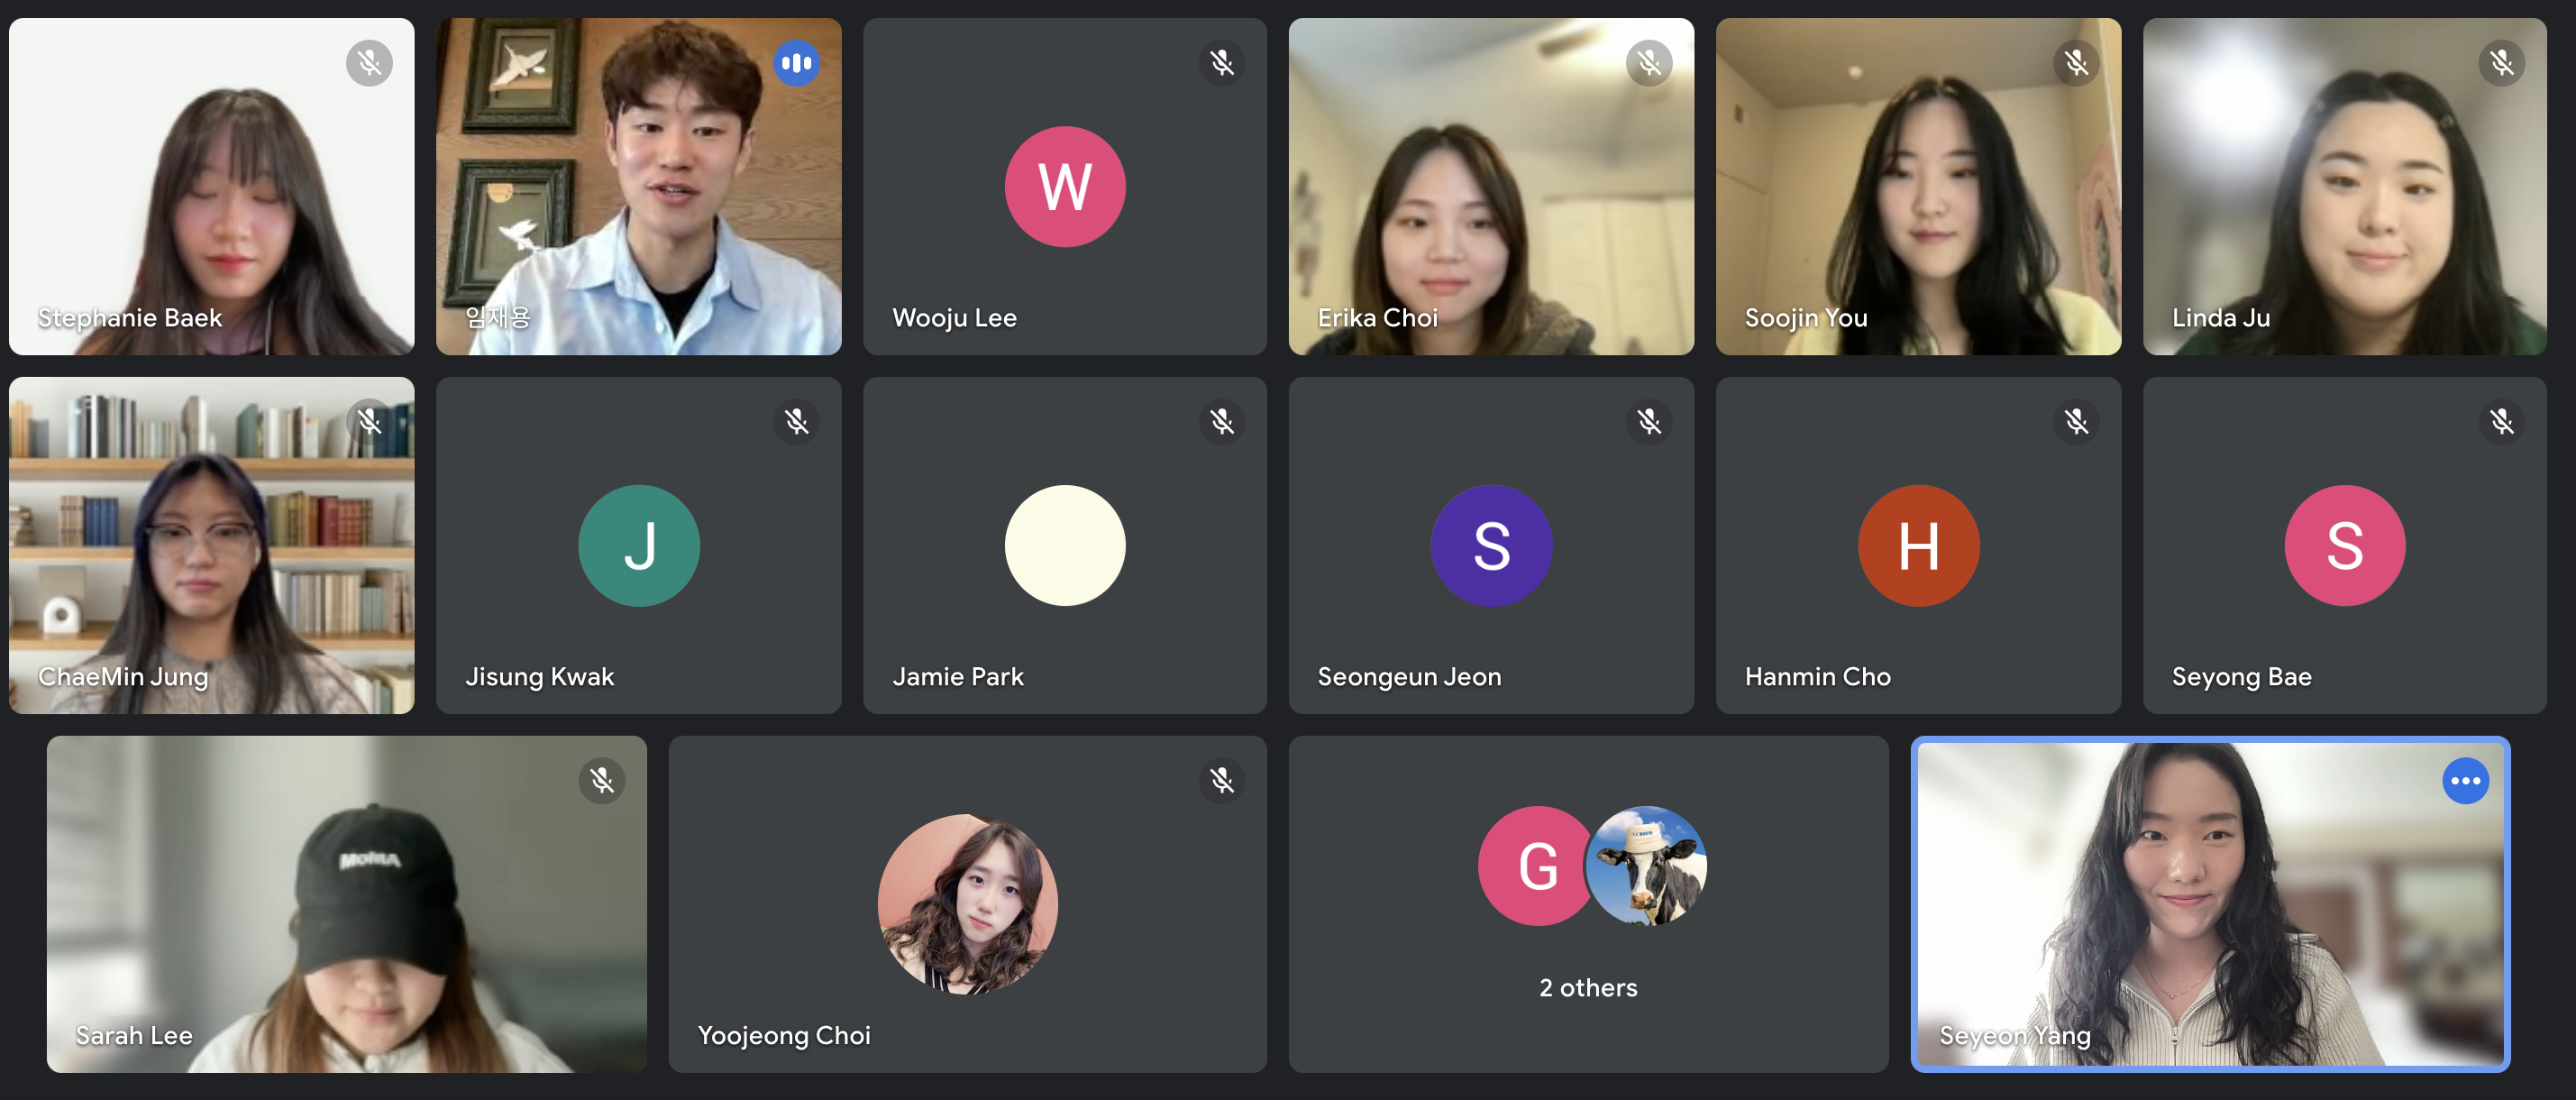 Stephanie Baek
임재용
W
Wooju Lee
Erika Choi
Soojin You
Linda Ju
ChaeMin Jung
J
Jisung Kwak
Jamie Park
S
Seongeun Jeon
H
Hanmin Cho
S
Seyong Bae
MoMA
Sarah Lee
Yoojeong Choi
G
2 others
Seyeon Yang